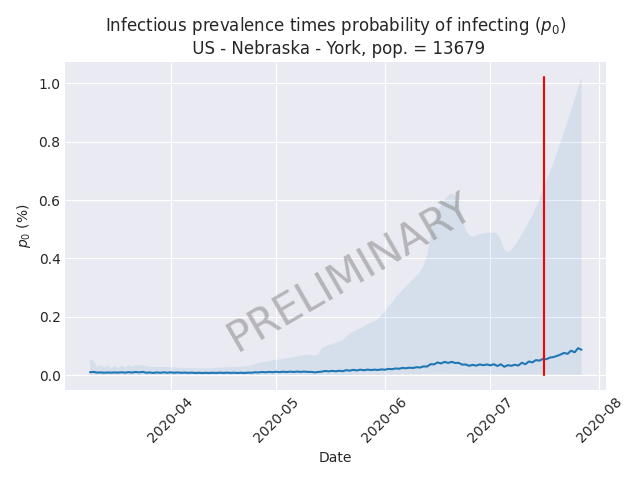 Infectious prevalence times probability of infecting (p₀)
US - Nebraska - York, pop. = 13679
1.0
0.8
0.6
0.4
0.2
0.0
p₀ (%)
PRELIMINARY
2020-04
2020-05
2020-06
2020-07
2020-08
Date